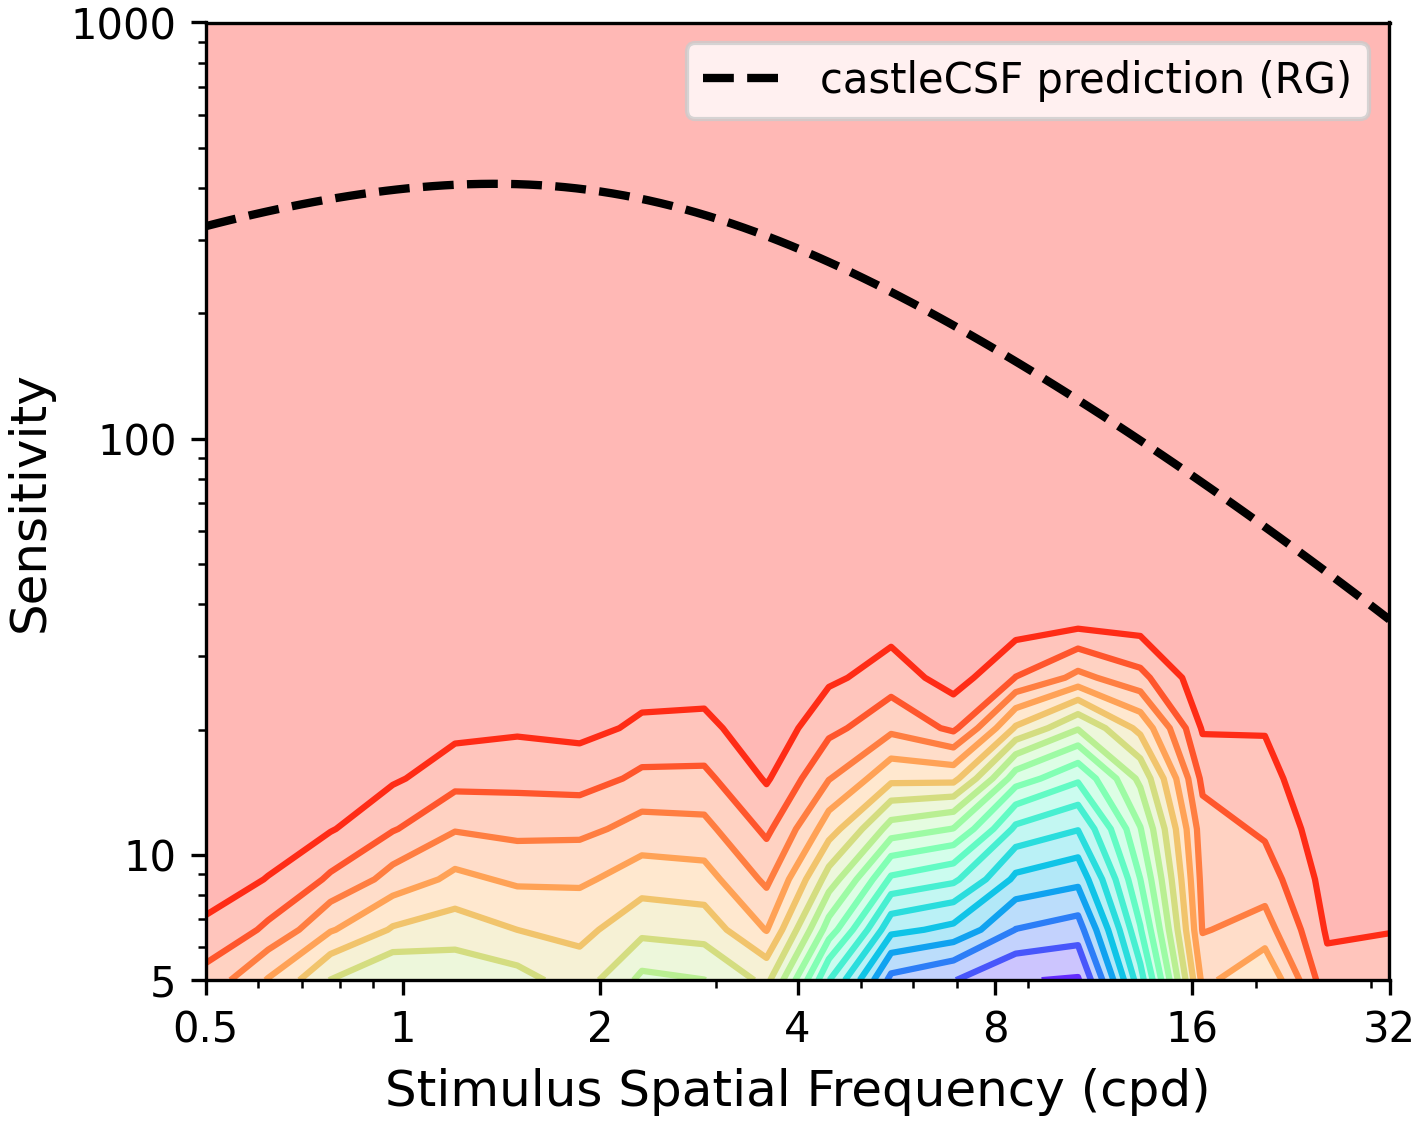 1000
castleCSF prediction (RG)
100
10
5
Sensitivity
0.5 1 2 4 8 16 32
Stimulus Spatial Frequency (cpd)